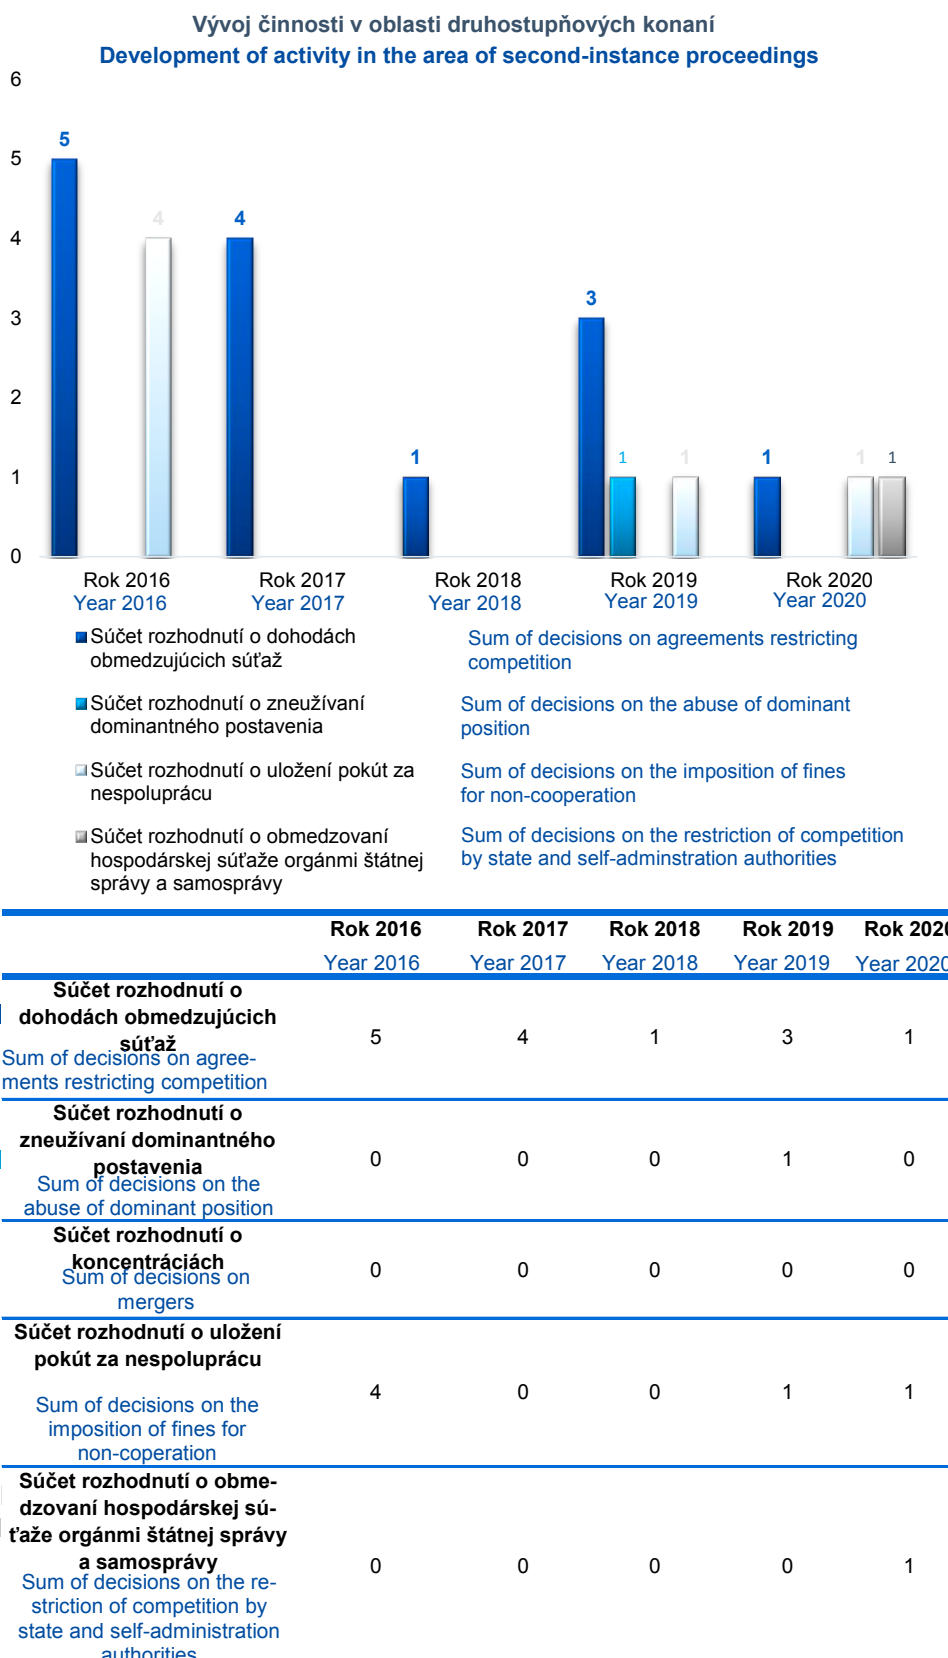 Vývoj činnosti v oblasti druhostupňových konaní
Development of activity in the area of second-instance proceedings
6
5
4
3
2
1
0
5
4
4
1
3
1
1
1
1
1
Rok 2016
Year 2016
Rok 2017
Year 2017
Rok 2018
Year 2018
Rok 2019
Year 2019
Rok 2020
Year 2020
Súčet rozhodnutí o dohodách
obmedzujúcich súťaž
Sum of decisions on agreements restricting
competition
Súčet rozhodnutí o zneužívaní
dominantného postavenia
Sum of decisions on the abuse of dominant
position
Súčet rozhodnutí o uložení pokút za
nespoluprácu
Sum of decisions on the imposition of fines
for non-cooperation
Súčet rozhodnutí o obmedzovaní
hospodárskej súťaže orgánmi štátnej
správy a samosprávy
Sum of decisions on the restriction of competition
by state and self-adminstration authorities
Rok 2016 Rok 2017 Rok 2018 Rok 2019 Rok 2020
Year 2016 Year 2017 Year 2018 Year 2019 Year 2020
Súčet rozhodnutí o
dohodách obmedzujúcich
súťaž
Sum of decisions on agree-
ments restricting competition
5 4 1 3 1
Súčet rozhodnutí o
zneužívaní dominantného
postavenia
Sum of decisions on the
abuse of dominant position
0 0 0 1 0
Súčet rozhodnutí o
koncentráciách
Sum of decisions on
mergers
0 0 0 0 0
Súčet rozhodnutí o uložení
pokút za nespoluprácu
Sum of decisions on the
imposition of fines for
non-coperation
4 0 0 1 1
Súčet rozhodnutí o obme-
dzovaní hospodárskej sú-
ťaže orgánmi štátnej správy
a samosprávy
Sum of decisions on the re-
striction of competition by
state and self-administration
authorities
0 0 0 0 1